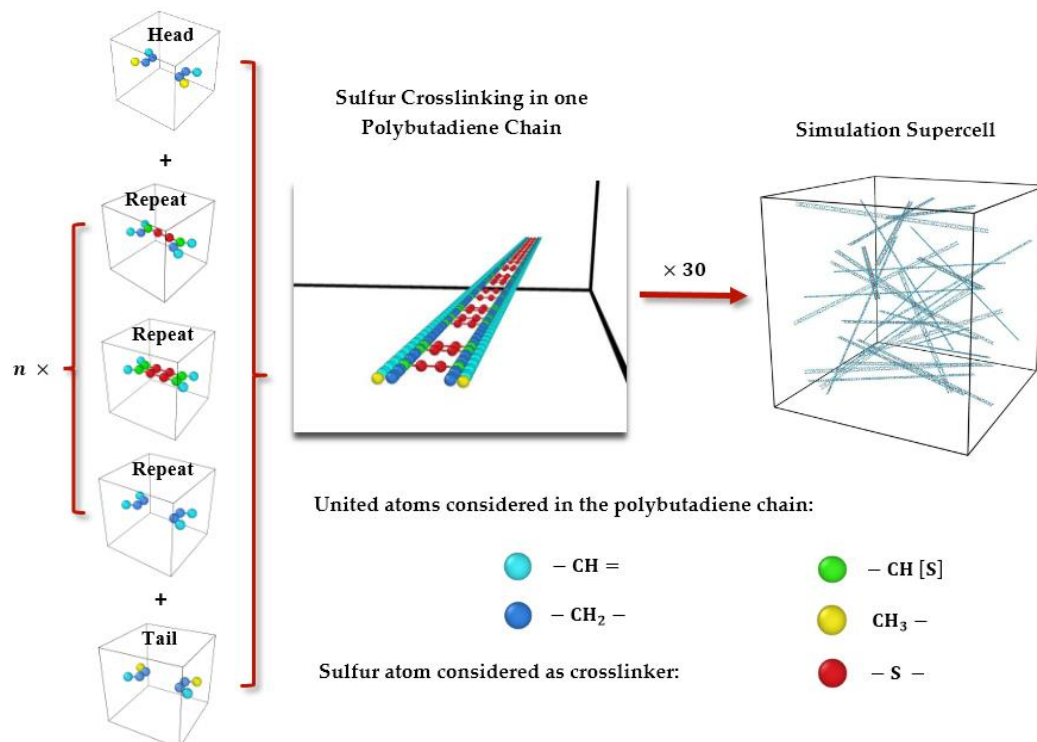 Head
+
Repeat
Repeat
n ×
Repeat
+
Tail
Sulfur Crosslinking in one
Polybutadiene Chain
× 30
Simulation Supercell
United atoms considered in the polybutadiene chain:
– CH =
– CH [S]
– CH₂ –
CH₃ –
Sulfur atom considered as crosslinker:
– S –